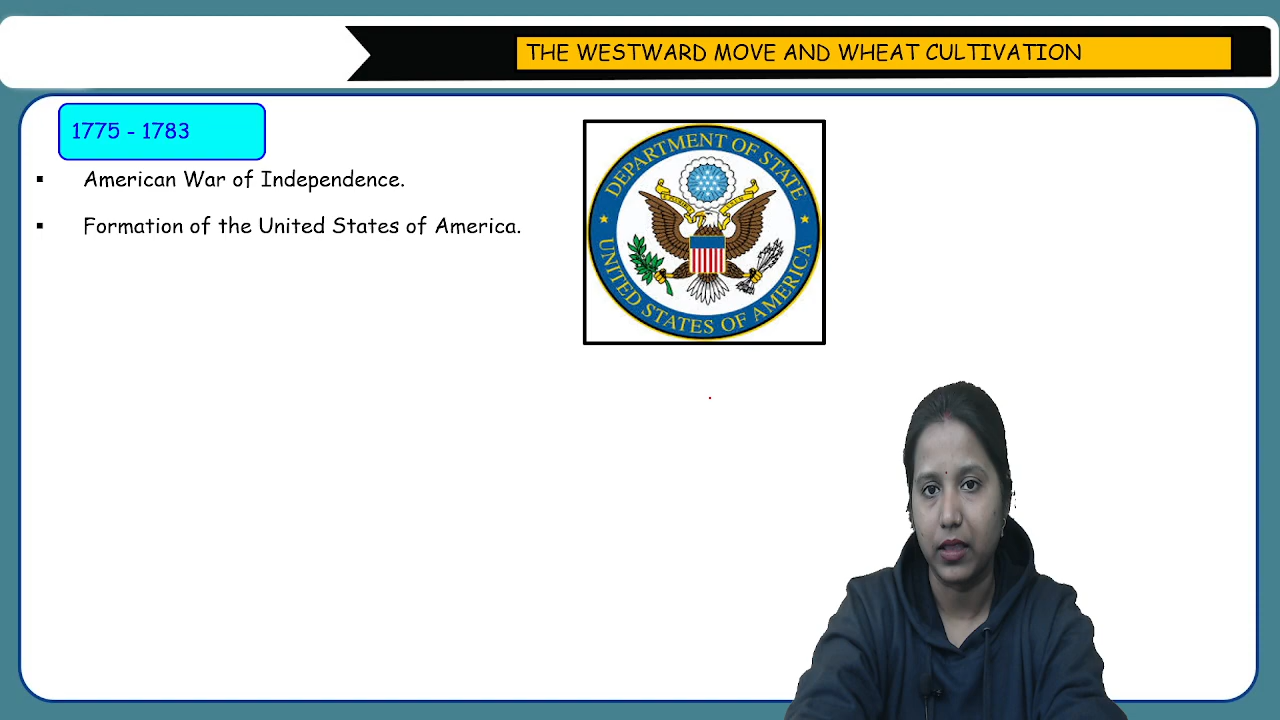 THE WESTWARD MOVE AND WHEAT CULTIVATION
1775 - 1783
▪ American War of Independence.
▪ Formation of the United States of America.
DEPARTMENT OF STATE
UNITED STATES OF AMERICA